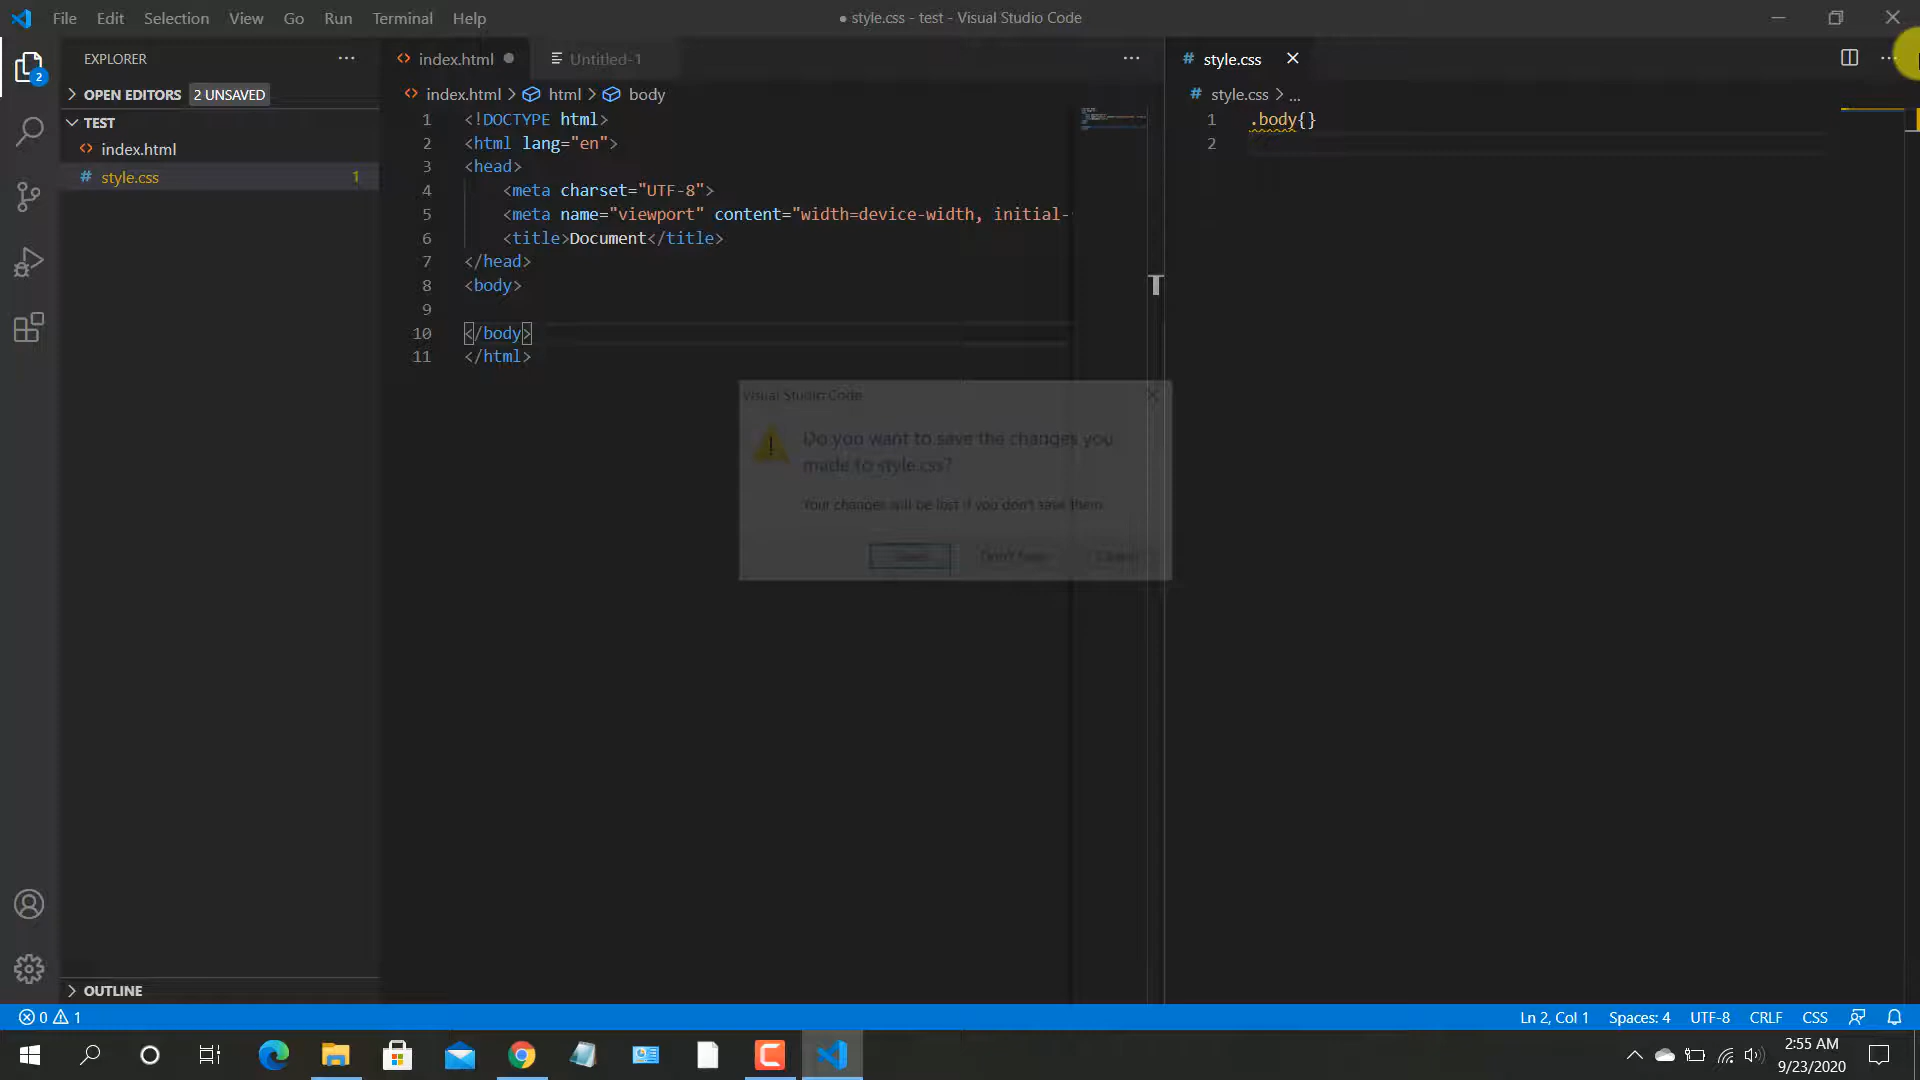 File Edit Selection View Go Run Terminal Help
● style.css - test - Visual Studio Code
EXPLORER
2
OPEN EDITORS 2 UNSAVED
TEST
index.html
# style.css 1
OUTLINE
index.html
Untitled-1
index.html > html > body
1 <!DOCTYPE html>
2 <html lang="en">
3 <head>
4 <meta charset="UTF-8">
5 <meta name="viewport" content="width=device-width, initial-
6 <title>Document</title>
7 </head>
8 <body>
9
10 </body>
11 </html>
# style.css
# style.css > ...
1 .body{}
2
Visual Studio Code
Do you want to save the changes you
made to style.css?
Your changes will be lost if you don't save them.
Don't Save Cancel
0 1
Ln 2, Col 1 Spaces: 4 UTF-8 CRLF CSS
2:55 AM
9/23/2020